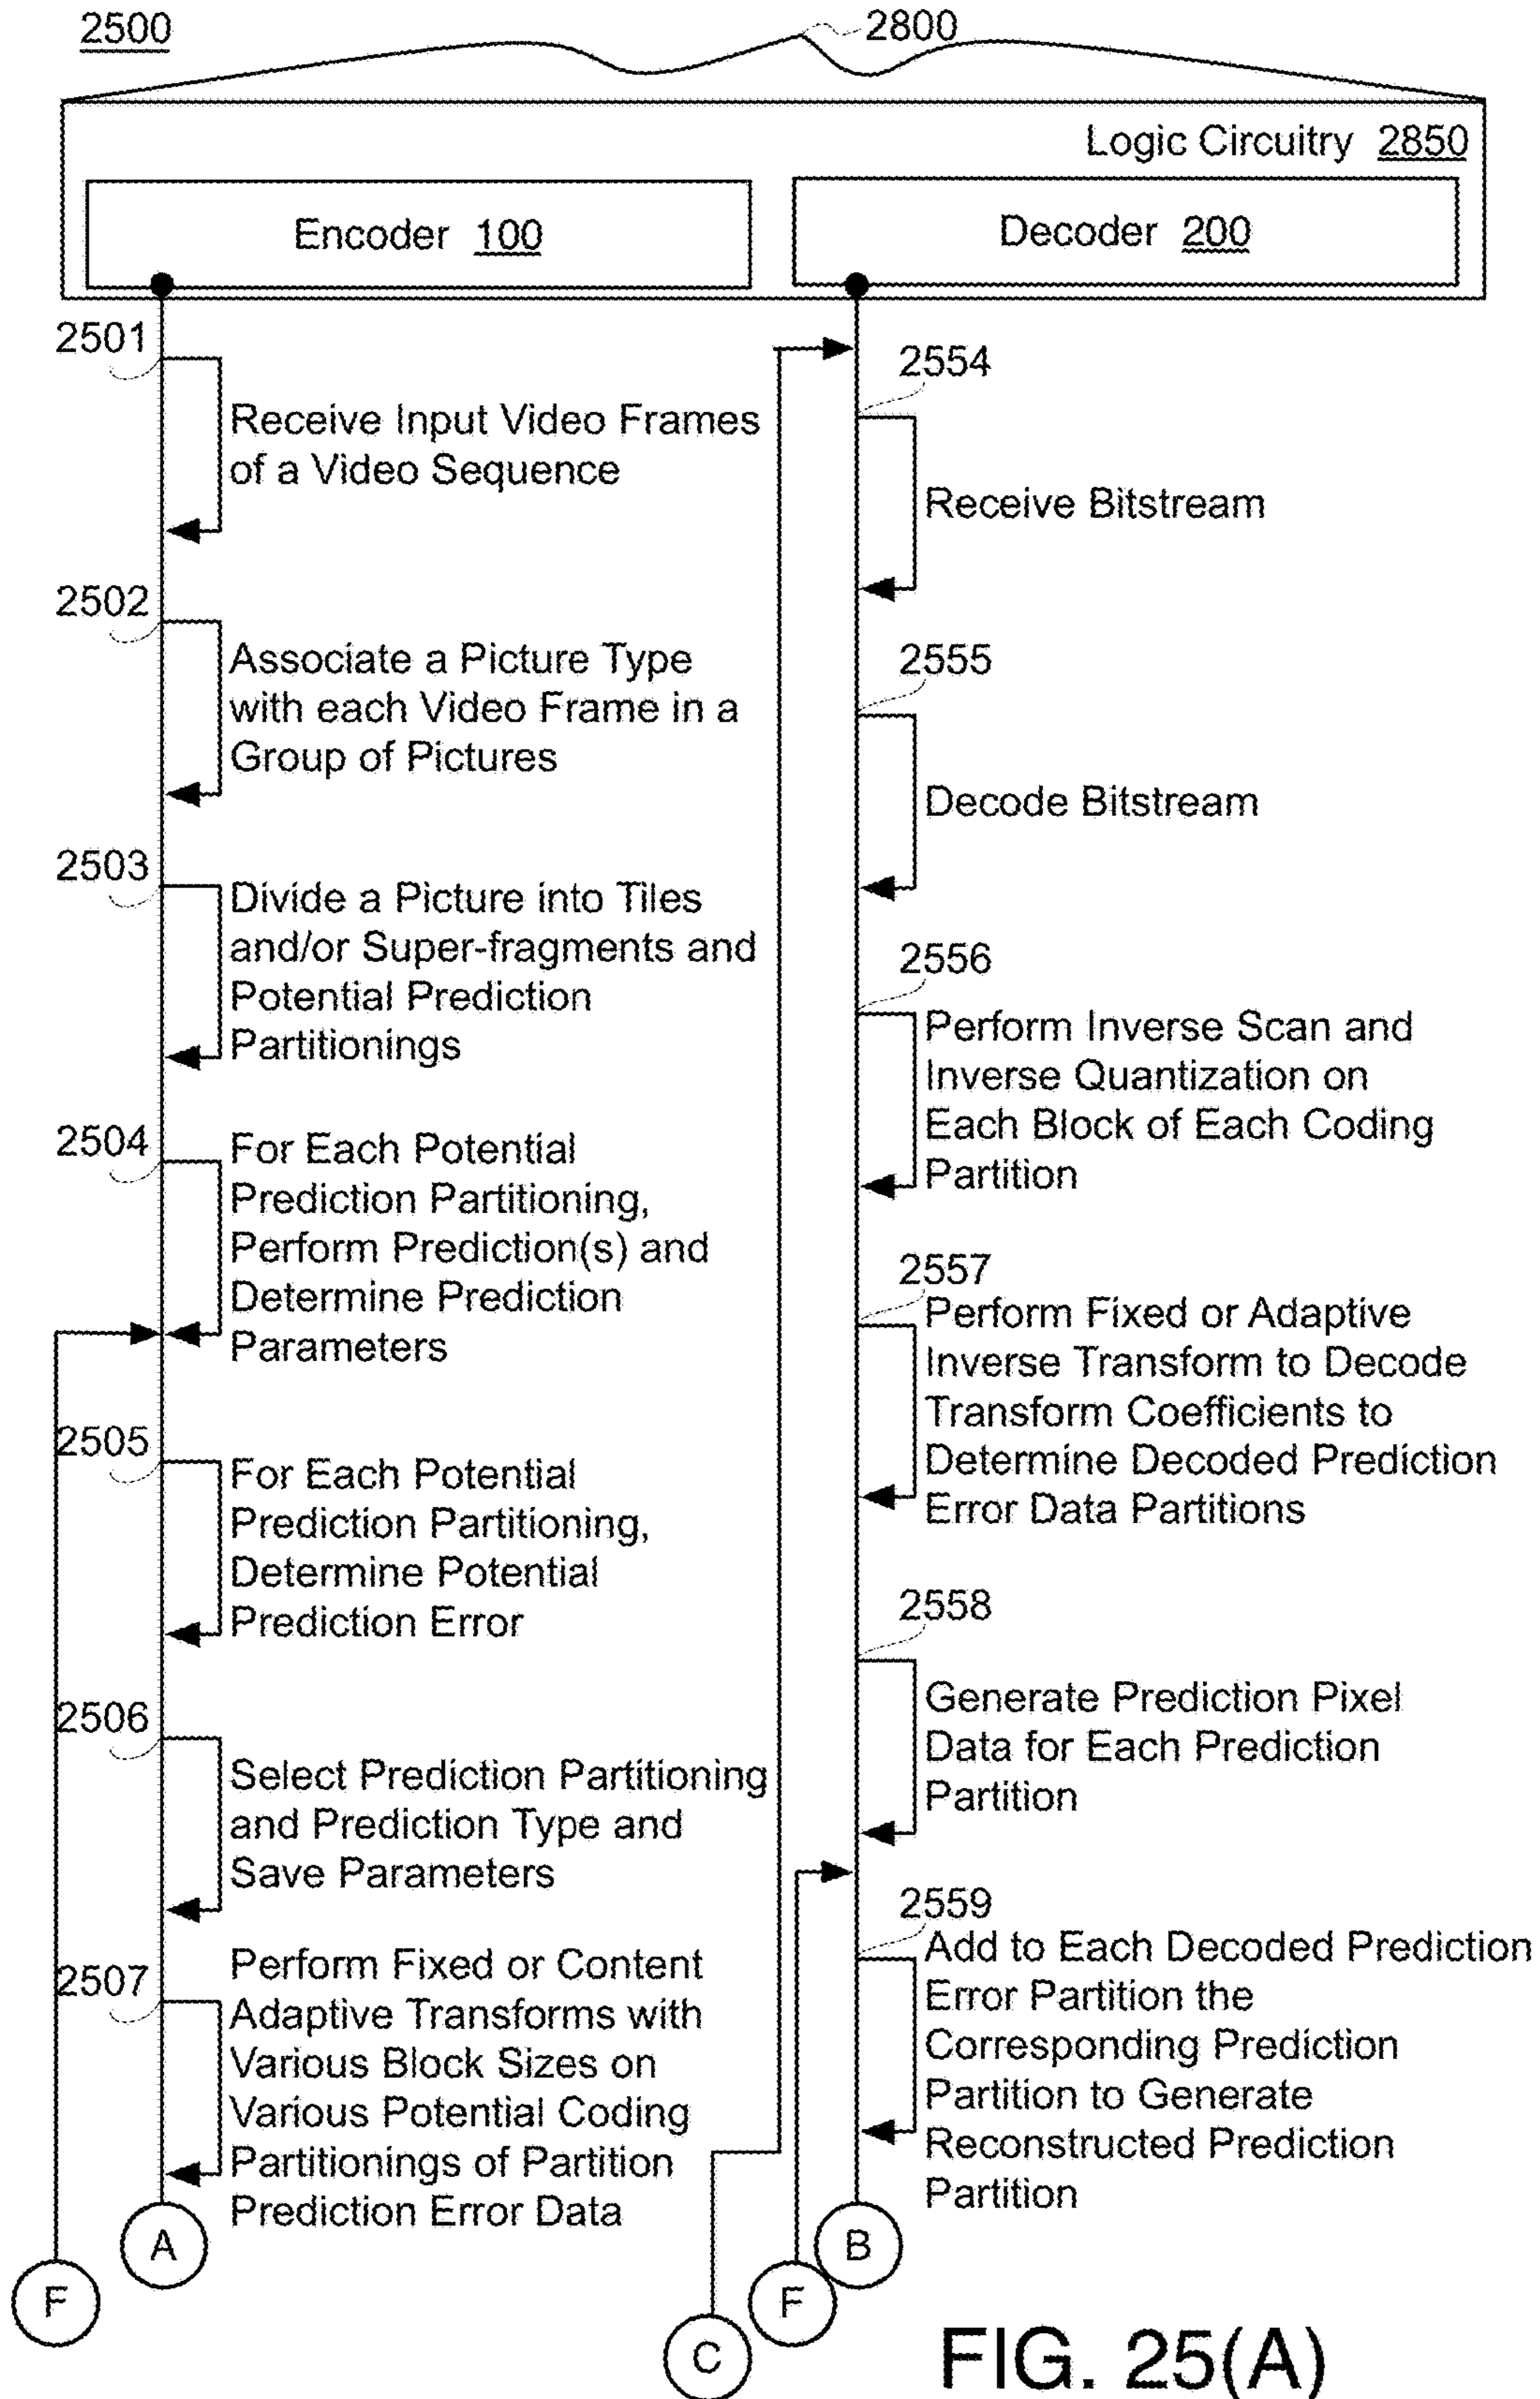 2500
2800
Logic Circuitry 2850
Encoder 100
Decoder 200
2501
Receive Input Video Frames
of a Video Sequence
2502
Associate a Picture Type
with each Video Frame in a
Group of Pictures
2503
Divide a Picture into Tiles
and/or Super-fragments and
Potential Prediction
Partitionings
2504
For Each Potential
Prediction Partitioning,
Perform Prediction(s) and
Determine Prediction
Parameters
2505
For Each Potential
Prediction Partitioning,
Determine Potential
Prediction Error
2506
Select Prediction Partitioning
and Prediction Type and
Save Parameters
2507
Perform Fixed or Content
Adaptive Transforms with
Various Block Sizes on
Various Potential Coding
Partitionings of Partition
Prediction Error Data
A
F
2554
Receive Bitstream
2555
Decode Bitstream
2556
Perform Inverse Scan and
Inverse Quantization on
Each Block of Each Coding
Partition
2557
Perform Fixed or Adaptive
Inverse Transform to Decode
Transform Coefficients to
Determine Decoded Prediction
Error Data Partitions
2558
Generate Prediction Pixel
Data for Each Prediction
Partition
2559
Add to Each Decoded Prediction
Error Partition the
Corresponding Prediction
Partition to Generate
Reconstructed Prediction
Partition
B
F
C
FIG. 25(A)